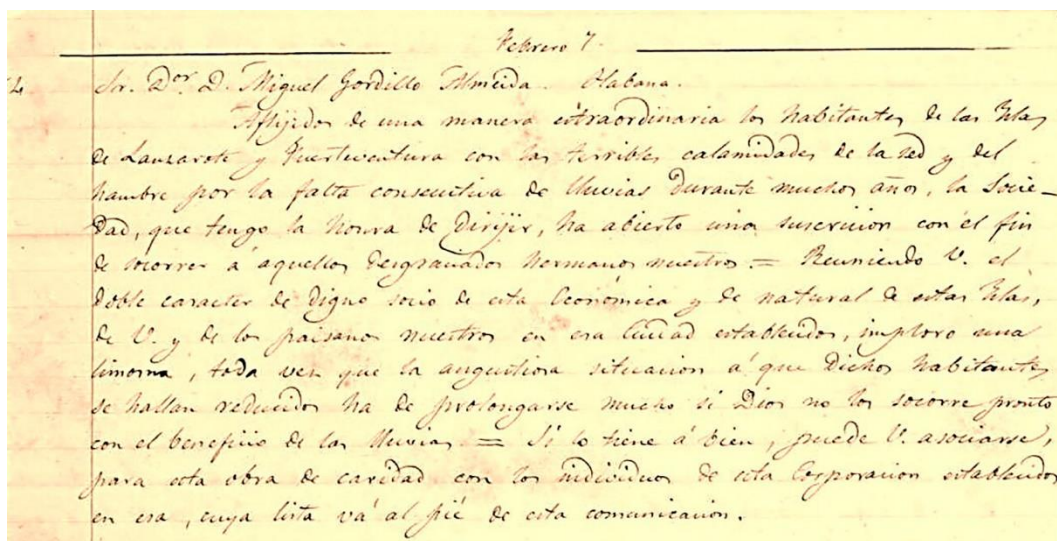 Febrero 7.
Sr. Dor. D. Miguel Gordillo Almeida. Habana.
Aflijidos de una manera extraordinaria los habitantes de las Islas
de Lanzarote y Fuerteventura con las terribles calamidades de la sed y del
hambre por la falta consecutiva de lluvias durante muchos años, la Socie-
dad, que tengo la honra de dirijir, ha abierto una suscricion con el fin
de socorrer á aquellos desgraciados hermanos nuestros. = Reuniendo V. el
doble caracter de digno socio de esta Económica y de natural de estas Islas,
de V. y de los paisanos nuestros en esa Ciudad establecidos, imploro una
limosna, toda vez que la angustiosa situacion á que dichos habitantes
se hallan reducidos ha de prolongarse mucho si Dios no los socorre pronto
con el beneficio de las lluvias = Si lo tiene á bien, puede V. asociarse,
para esta obra de caridad con los individuos de esta Corporacion establecidos
en esa, cuya lista vá al pié de esta comunicacion.